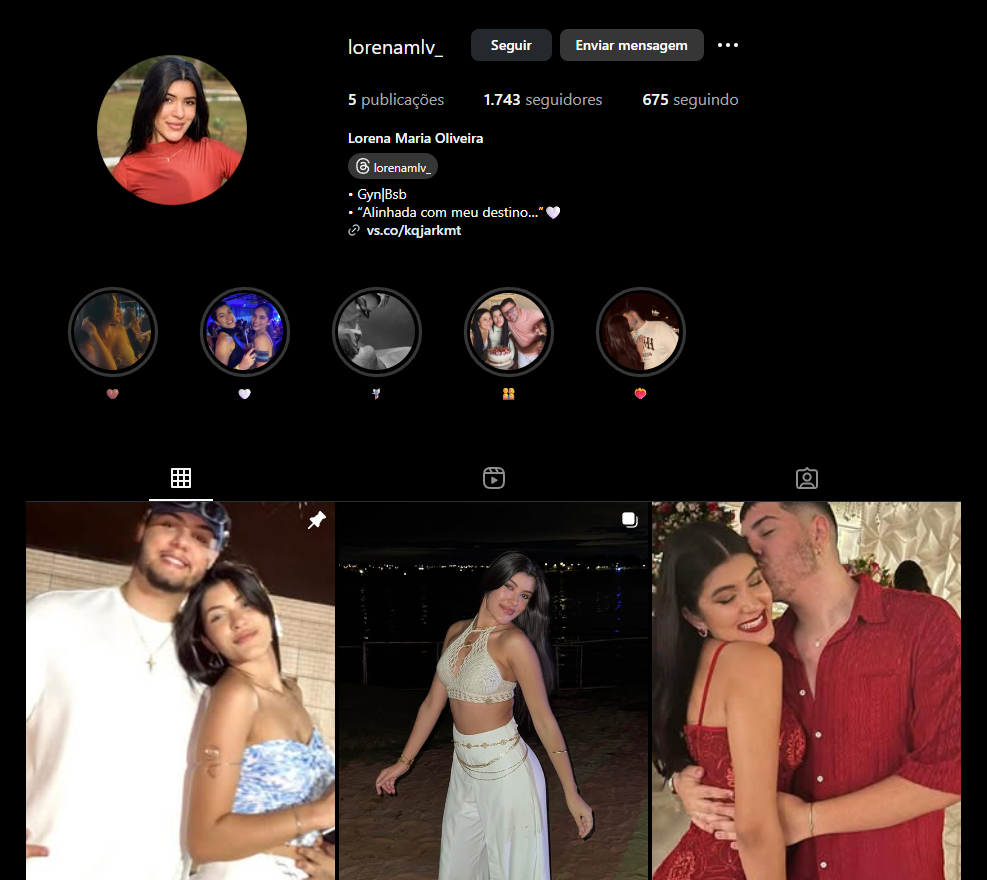 lorenamlv_ Seguir Enviar mensagem
5 publicações 1.743 seguidores 675 seguindo
Lorena Maria Oliveira
lorenamlv_
• Gyn|Bsb
• “Alinhada com meu destino...”🤍
vs.co/kqjarkmt